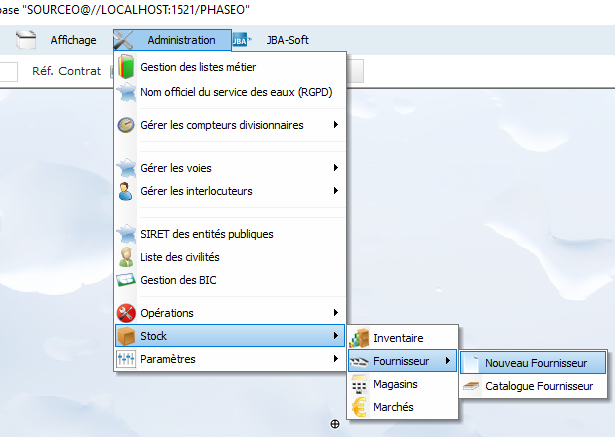 base "SOURCEO@//LOCALHOST:1521/PHASEO"
Affichage Administration JBA JBA-Soft
Réf. Contrat
Gestion des listes métier
Nom officiel du service des eaux (RGPD)
Gérer les compteurs divisionnaires
Gérer les voies
Gérer les interlocuteurs
SIRET des entités publiques
Liste des civilités
Gestion des BIC
Opérations
Stock
Paramètres
Inventaire
Fournisseur
Magasins
Marchés
Nouveau Fournisseur
Catalogue Fournisseur